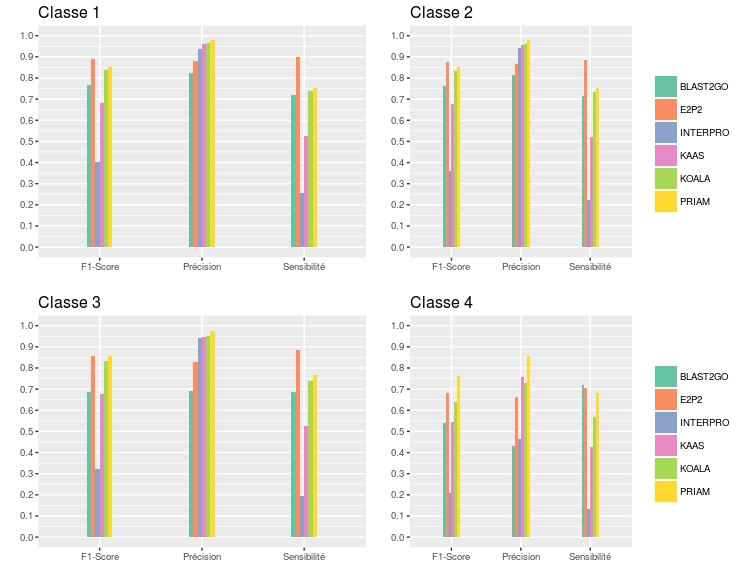 Classe 1
1.0
0.9
0.8
0.7
0.6
0.5
0.4
0.3
0.2
0.1
0.0
F1-Score Précision Sensibilité
Classe 2
1.0
0.9
0.8
0.7
0.6
0.5
0.4
0.3
0.2
0.1
0.0
F1-Score Précision Sensibilité
BLAST2GO
E2P2
INTERPRO
KAAS
KOALA
PRIAM
Classe 3
1.0
0.9
0.8
0.7
0.6
0.5
0.4
0.3
0.2
0.1
0.0
F1-Score Précision Sensibilité
Classe 4
1.0
0.9
0.8
0.7
0.6
0.5
0.4
0.3
0.2
0.1
0.0
F1-Score Précision Sensibilité
BLAST2GO
E2P2
INTERPRO
KAAS
KOALA
PRIAM